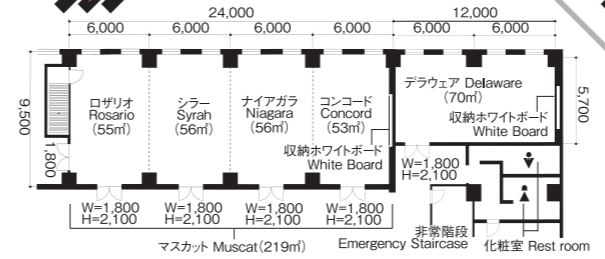 24,000
12,000
6,000
6,000
6,000
6,000
6,000
6,000
9,500
1,800
5,700
ロザリオ
Rosario
(55㎡)
シラー
Syrah
(56㎡)
ナイアガラ
Niagara
(56㎡)
コンコード
Concord
(53㎡)
収納ホワイトボード
White Board
デラウェア Delaware
(70㎡)
収納ホワイトボード
White Board
W=1,800
H=2,100
W=1,800
H=2,100
W=1,800
H=2,100
W=1,800
H=2,100
W=1,800
H=2,100
マスカット Muscat(219㎡)
非常階段
Emergency Staircase
化粧室 Rest room